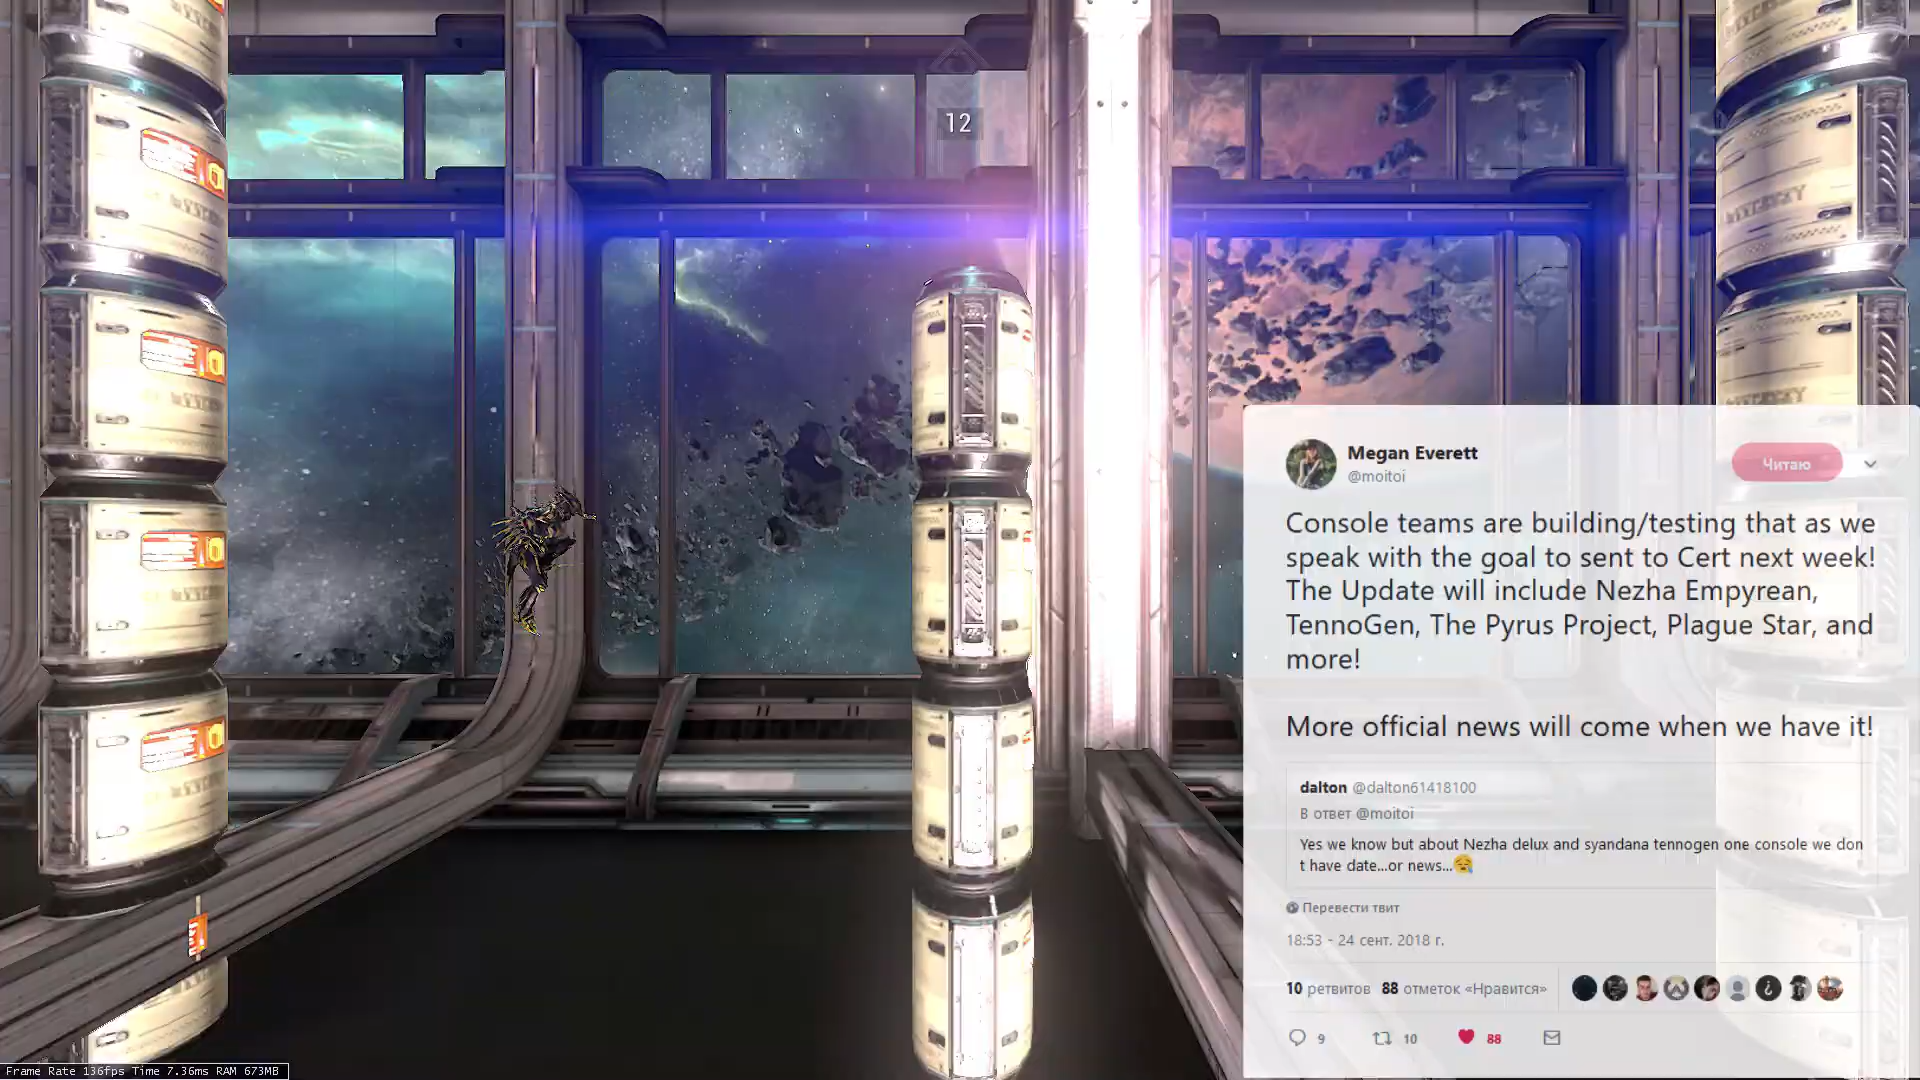 12
Megan Everett
@moitoi
Читаю
Console teams are building/testing that as we
speak with the goal to sent to Cert next week!
The Update will include Nezha Empyrean,
TennoGen, The Pyrus Project, Plague Star, and
more!
More official news will come when we have it!
dalton @dalton61418100
В ответ @moitoi
Yes we know but about Nezha delux and syandana tennogen one console we don
t have date...or news...😪
Перевести твит
18:53 - 24 сент. 2018 г.
10 ретвитов 88 отметок «Нравится»
9 10 88
Frame Rate 136fps Time 7.36ms RAM 673MB